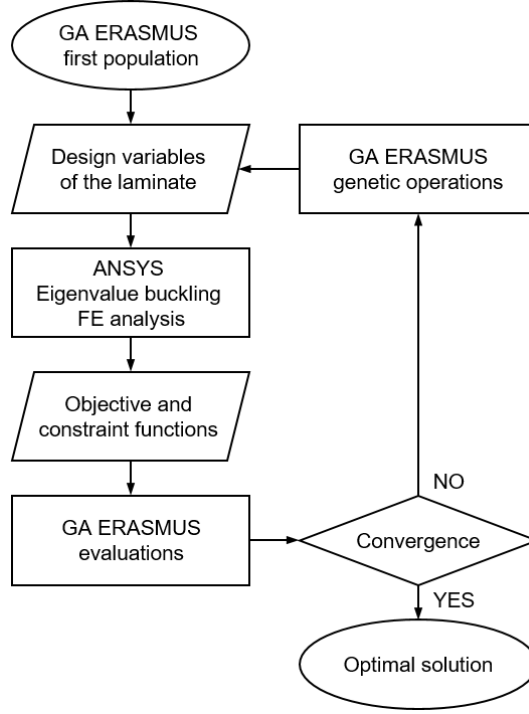 GA ERASMUS
first population
Design variables
of the laminate
GA ERASMUS
genetic operations
ANSYS
Eigenvalue buckling
FE analysis
Objective and
constraint functions
GA ERASMUS
evaluations
NO
Convergence
YES
Optimal solution